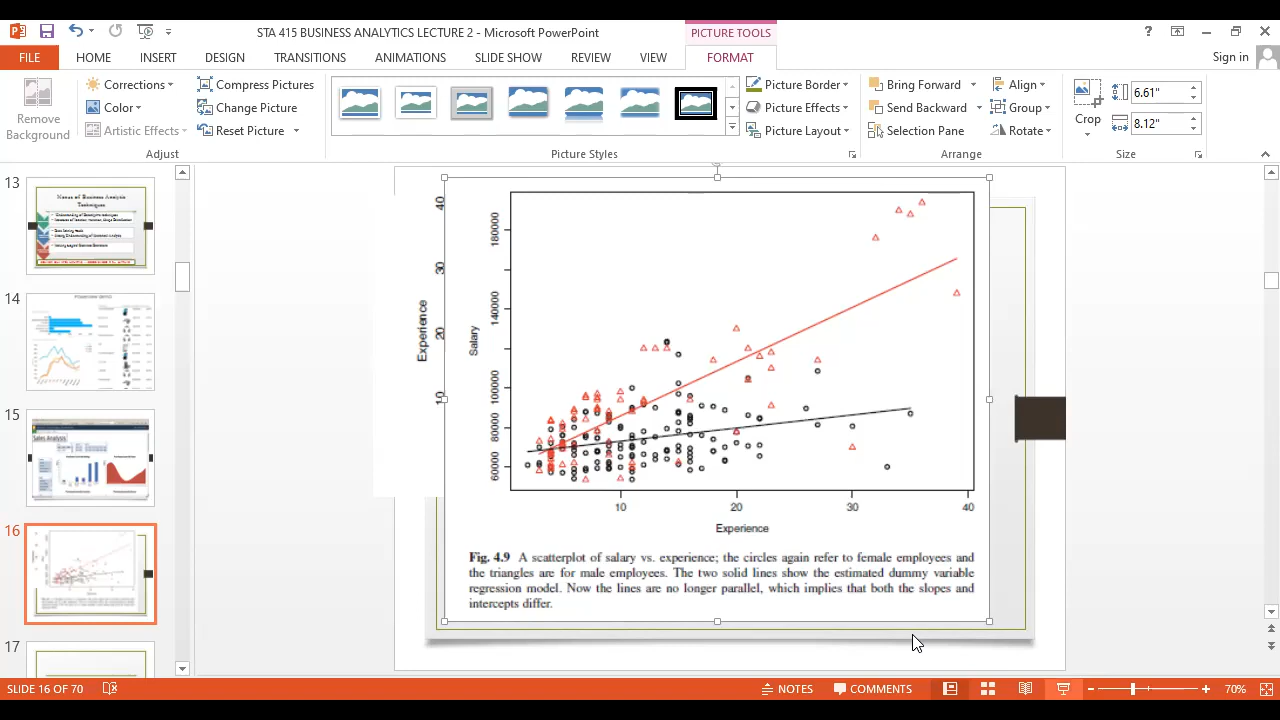 STA 415 BUSINESS ANALYTICS LECTURE 2 - Microsoft PowerPoint
PICTURE TOOLS
?
FILE HOME INSERT DESIGN TRANSITIONS ANIMATIONS SLIDE SHOW REVIEW VIEW FORMAT
Sign in
Remove Background
Corrections
Color
Artistic Effects
Compress Pictures
Change Picture
Reset Picture
Adjust
Picture Styles
Picture Border
Picture Effects
Picture Layout
Bring Forward
Send Backward
Selection Pane
Align
Group
Rotate
Arrange
Crop
6.61"
8.12"
Size
13
14
15
Sales Analysis
16
17
40
30
20
10
Experience
180000
140000
100000
80000
60000
Salary
10 20 30 40
Experience
Fig. 4.9 A scatterplot of salary vs. experience; the circles again refer to female employees and
the triangles are for male employees. The two solid lines show the estimated dummy variable
regression model. Now the lines are no longer parallel, which implies that both the slopes and
intercepts differ.
SLIDE 16 OF 70
NOTES
COMMENTS
70%